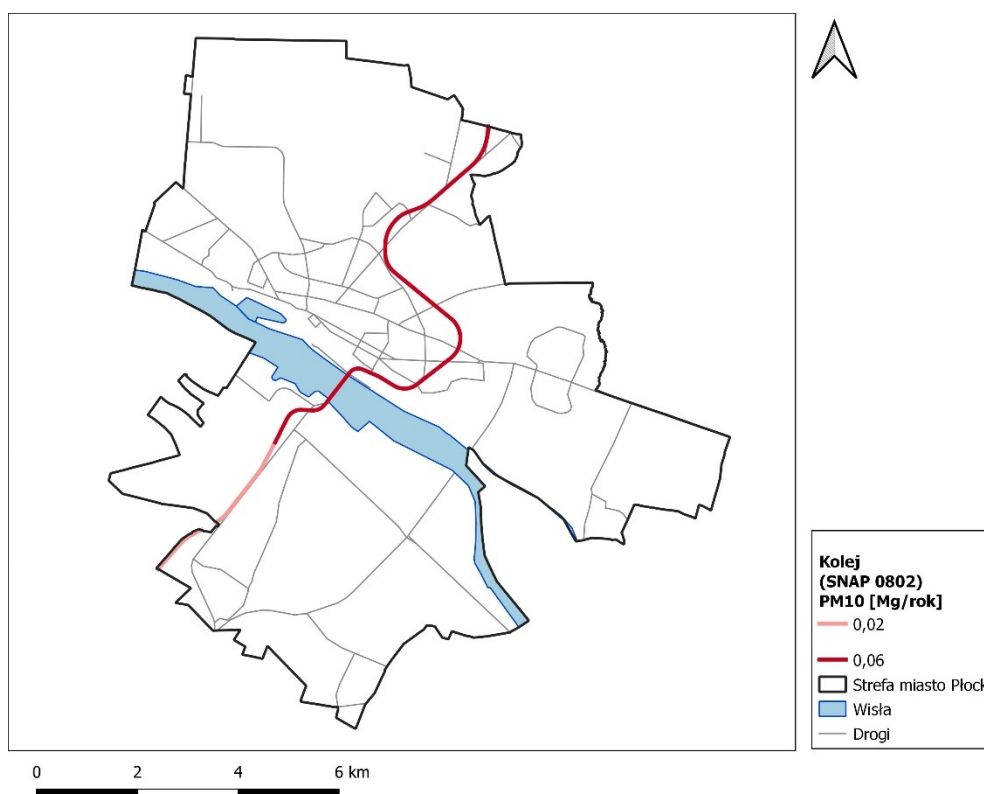 Kolej
(SNAP 0802)
PM10 [Mg/rok]
0,02
0,06
Strefa miasto Płock
Wisła
Drogi
0 2 4 6 km